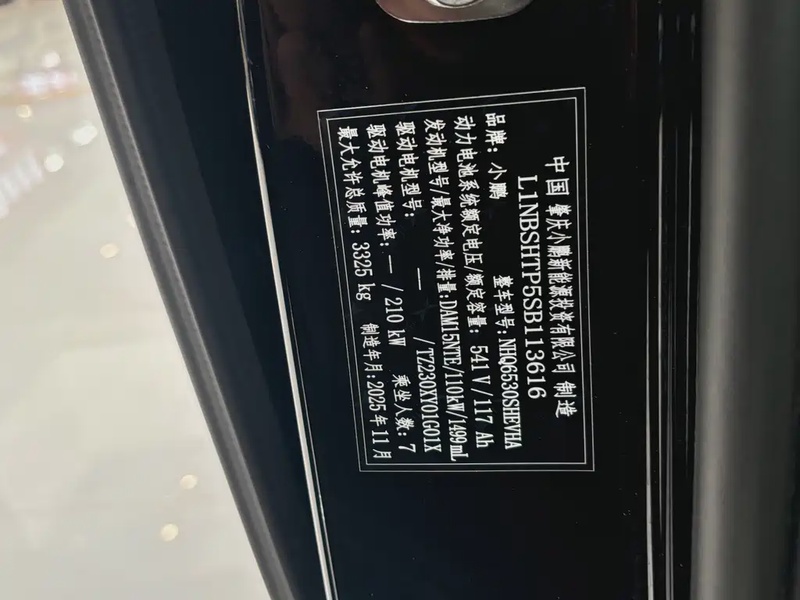 中国 肇庆小鹏新能源投资有限公司 制造
L1NBSHTP5SB113616
品牌：小鹏 整车型号：NHQ6530SHEVHA
动力电池系统额定电压/额定容量：541V/117 Ah
发动机型号/最大净功率/排量：DAM15NTE/110kW/1499mL
驱动电机型号： — /TZ230XY01G01X
驱动电机峰值功率：— /210 kW 乘坐人数：7
最大允许总质量：3325 kg 制造年月：2025年11月